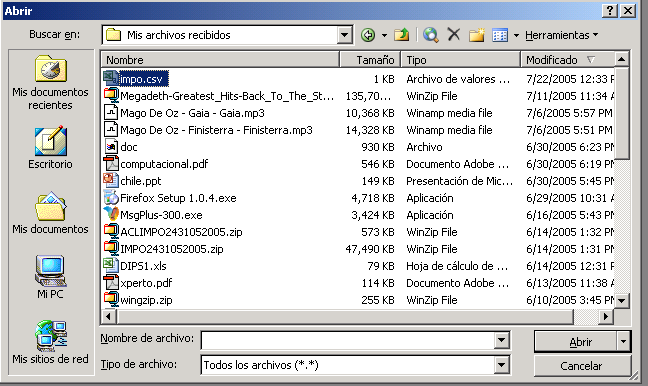 Abrir
Buscar en: Mis archivos recibidos Herramientas
Nombre Tamaño Tipo Modificado
impo.csv 1 KB Archivo de valores ... 7/22/2005 12:33 P
Megadeth-Greatest_Hits-Back_To_The_St... 135,70... WinZip File 7/11/2005 11:34 A
Mago De Oz - Gaia - Gaia.mp3 10,368 KB Winamp media file 7/6/2005 5:57 PM
Mago De Oz - Finisterra - Finisterra.mp3 14,328 KB Winamp media file 7/6/2005 5:51 PM
doc 930 KB Archivo 6/30/2005 6:23 P
computacional.pdf 546 KB Documento Adobe ... 6/30/2005 6:19 P
chile.ppt 149 KB Presentación de Mic... 6/30/2005 5:45 P
Firefox Setup 1.0.4.exe 4,718 KB Aplicación 6/29/2005 10:31 A
MsgPlus-300.exe 3,424 KB Aplicación 6/16/2005 5:43 P
ACLIMPO2431052005.zip 573 KB WinZip File 6/14/2005 1:32 P
IMPO2431052005.zip 47,490 KB WinZip File 6/14/2005 1:31 P
DIPS1.xls 79 KB Hoja de cálculo de ... 6/14/2005 12:31 P
xperto.pdf 114 KB Documento Adobe ... 6/13/2005 11:38 A
wingzip.zip 255 KB WinZip File 6/10/2005 3:45 P
Mis documentos
recientes
Escritorio
Mis documentos
Mi PC
Mis sitios de red
Nombre de archivo: Abrir
Tipo de archivo: Todos los archivos (*.*) Cancelar